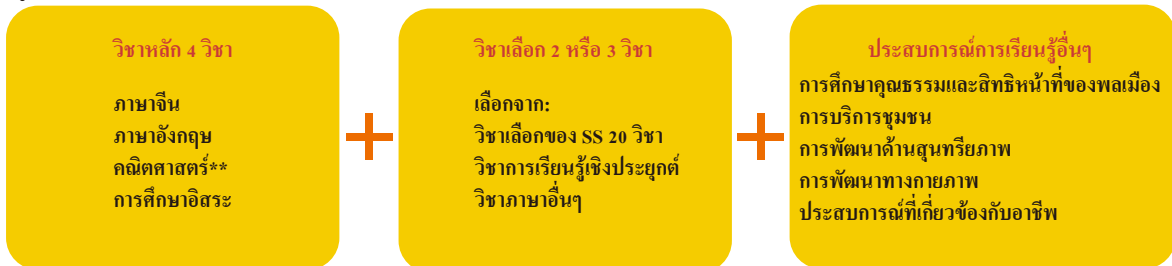 วิชาหลัก 4 วิชา
ภาษาจีน
ภาษาอังกฤษ
คณิตศาสตร์**
การศึกษาอิสระ
วิชาเลือก 2 หรือ 3 วิชา
เลือกจาก:
วิชาเลือกของ SS 20 วิชา
วิชาการเรียนรู้เชิงประยุกต์
วิชาภาษาอื่นๆ
ประสบการณ์การเรียนรู้อื่นๆ
การศึกษาคุณธรรมและสิทธิหน้าที่ของพลเมือง
การบริการชุมชน
การพัฒนาด้านสุนทรียภาพ
การพัฒนาทางกายภาพ
ประสบการณ์ที่เกี่ยวข้องกับอาชีพ